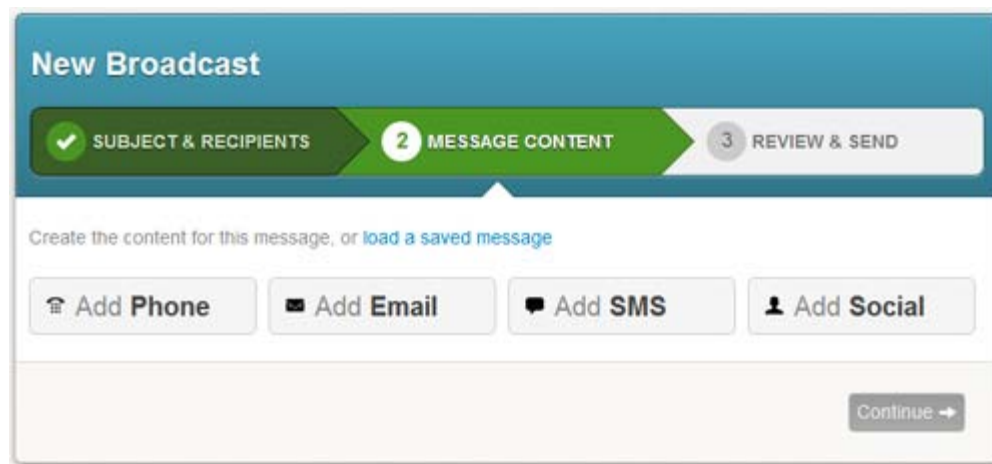 New Broadcast
SUBJECT & RECIPIENTS 2 MESSAGE CONTENT 3 REVIEW & SEND
Create the content for this message, or load a saved message
Add Phone Add Email Add SMS Add Social
Continue